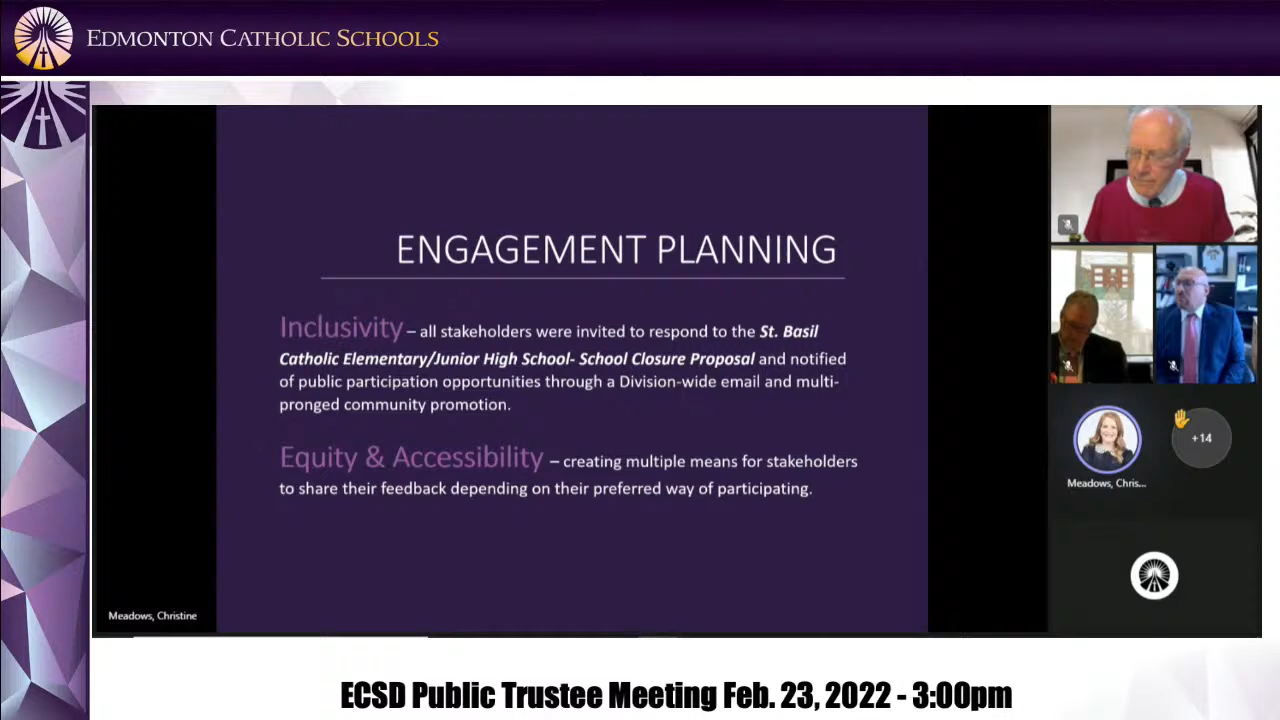 EDMONTON CATHOLIC SCHOOLS
ENGAGEMENT PLANNING
Inclusivity – all stakeholders were invited to respond to the St. Basil
Catholic Elementary/Junior High School- School Closure Proposal and notified
of public participation opportunities through a Division-wide email and multi-
pronged community promotion.
Equity & Accessibility – creating multiple means for stakeholders
to share their feedback depending on their preferred way of participating.
Meadows, Christine
+14
Meadows, Chris...
ECSD Public Trustee Meeting Feb. 23, 2022 - 3:00pm